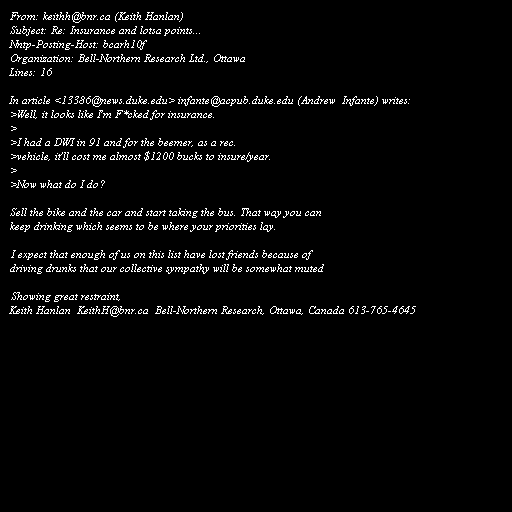 From: keithh@bnr.ca (Keith Hanlan)
Subject: Re: Insurance and lotsa points...
Nntp-Posting-Host: bcarh10f
Organization: Bell-Northern Research Ltd., Ottawa
Lines: 16

In article <13386@news.duke.edu> infante@acpub.duke.edu (Andrew  Infante) writes:
>Well, it looks like I'm F*cked for insurance.
>
>I had a DWI in 91 and for the beemer, as a rec.
>vehicle, it'll cost me almost $1200 bucks to insure/year.
>
>Now what do I do?

Sell the bike and the car and start taking the bus. That way you can
keep drinking which seems to be where your priorities lay.

I expect that enough of us on this list have lost friends because of
driving drunks that our collective sympathy will be somewhat muted

Showing great restraint,
Keith Hanlan  KeithH@bnr.ca  Bell-Northern Research, Ottawa, Canada 613-765-4645